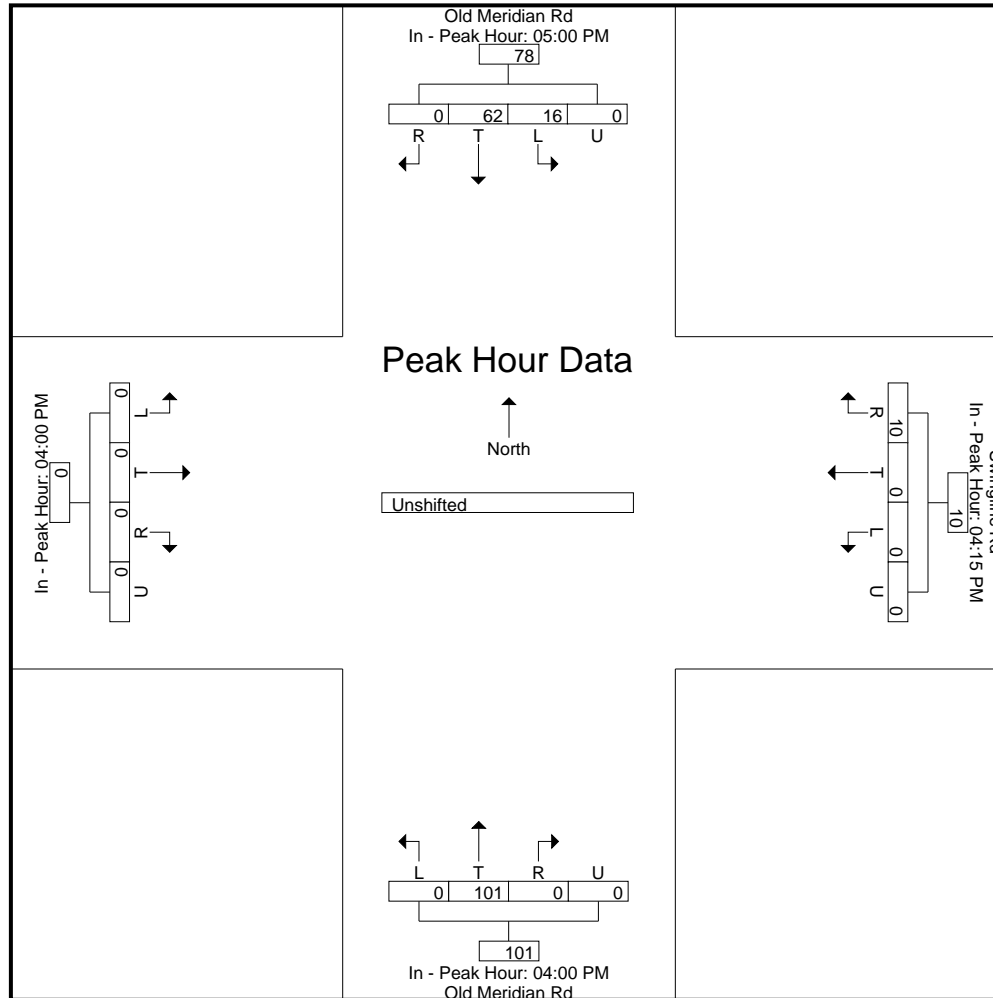 Old Meridian Rd
In - Peak Hour: 05:00 PM
78
0 62 16 0
R T L U
Peak Hour Data
North
Unshifted
In - Peak Hour: 04:00 PM
0
0 0 0 0
L T R U
In - Peak Hour: 04:15 PM
10
10 0 0 0
R T L U
L T R U
0 101 0 0
101
In - Peak Hour: 04:00 PM
Old Meridian Rd